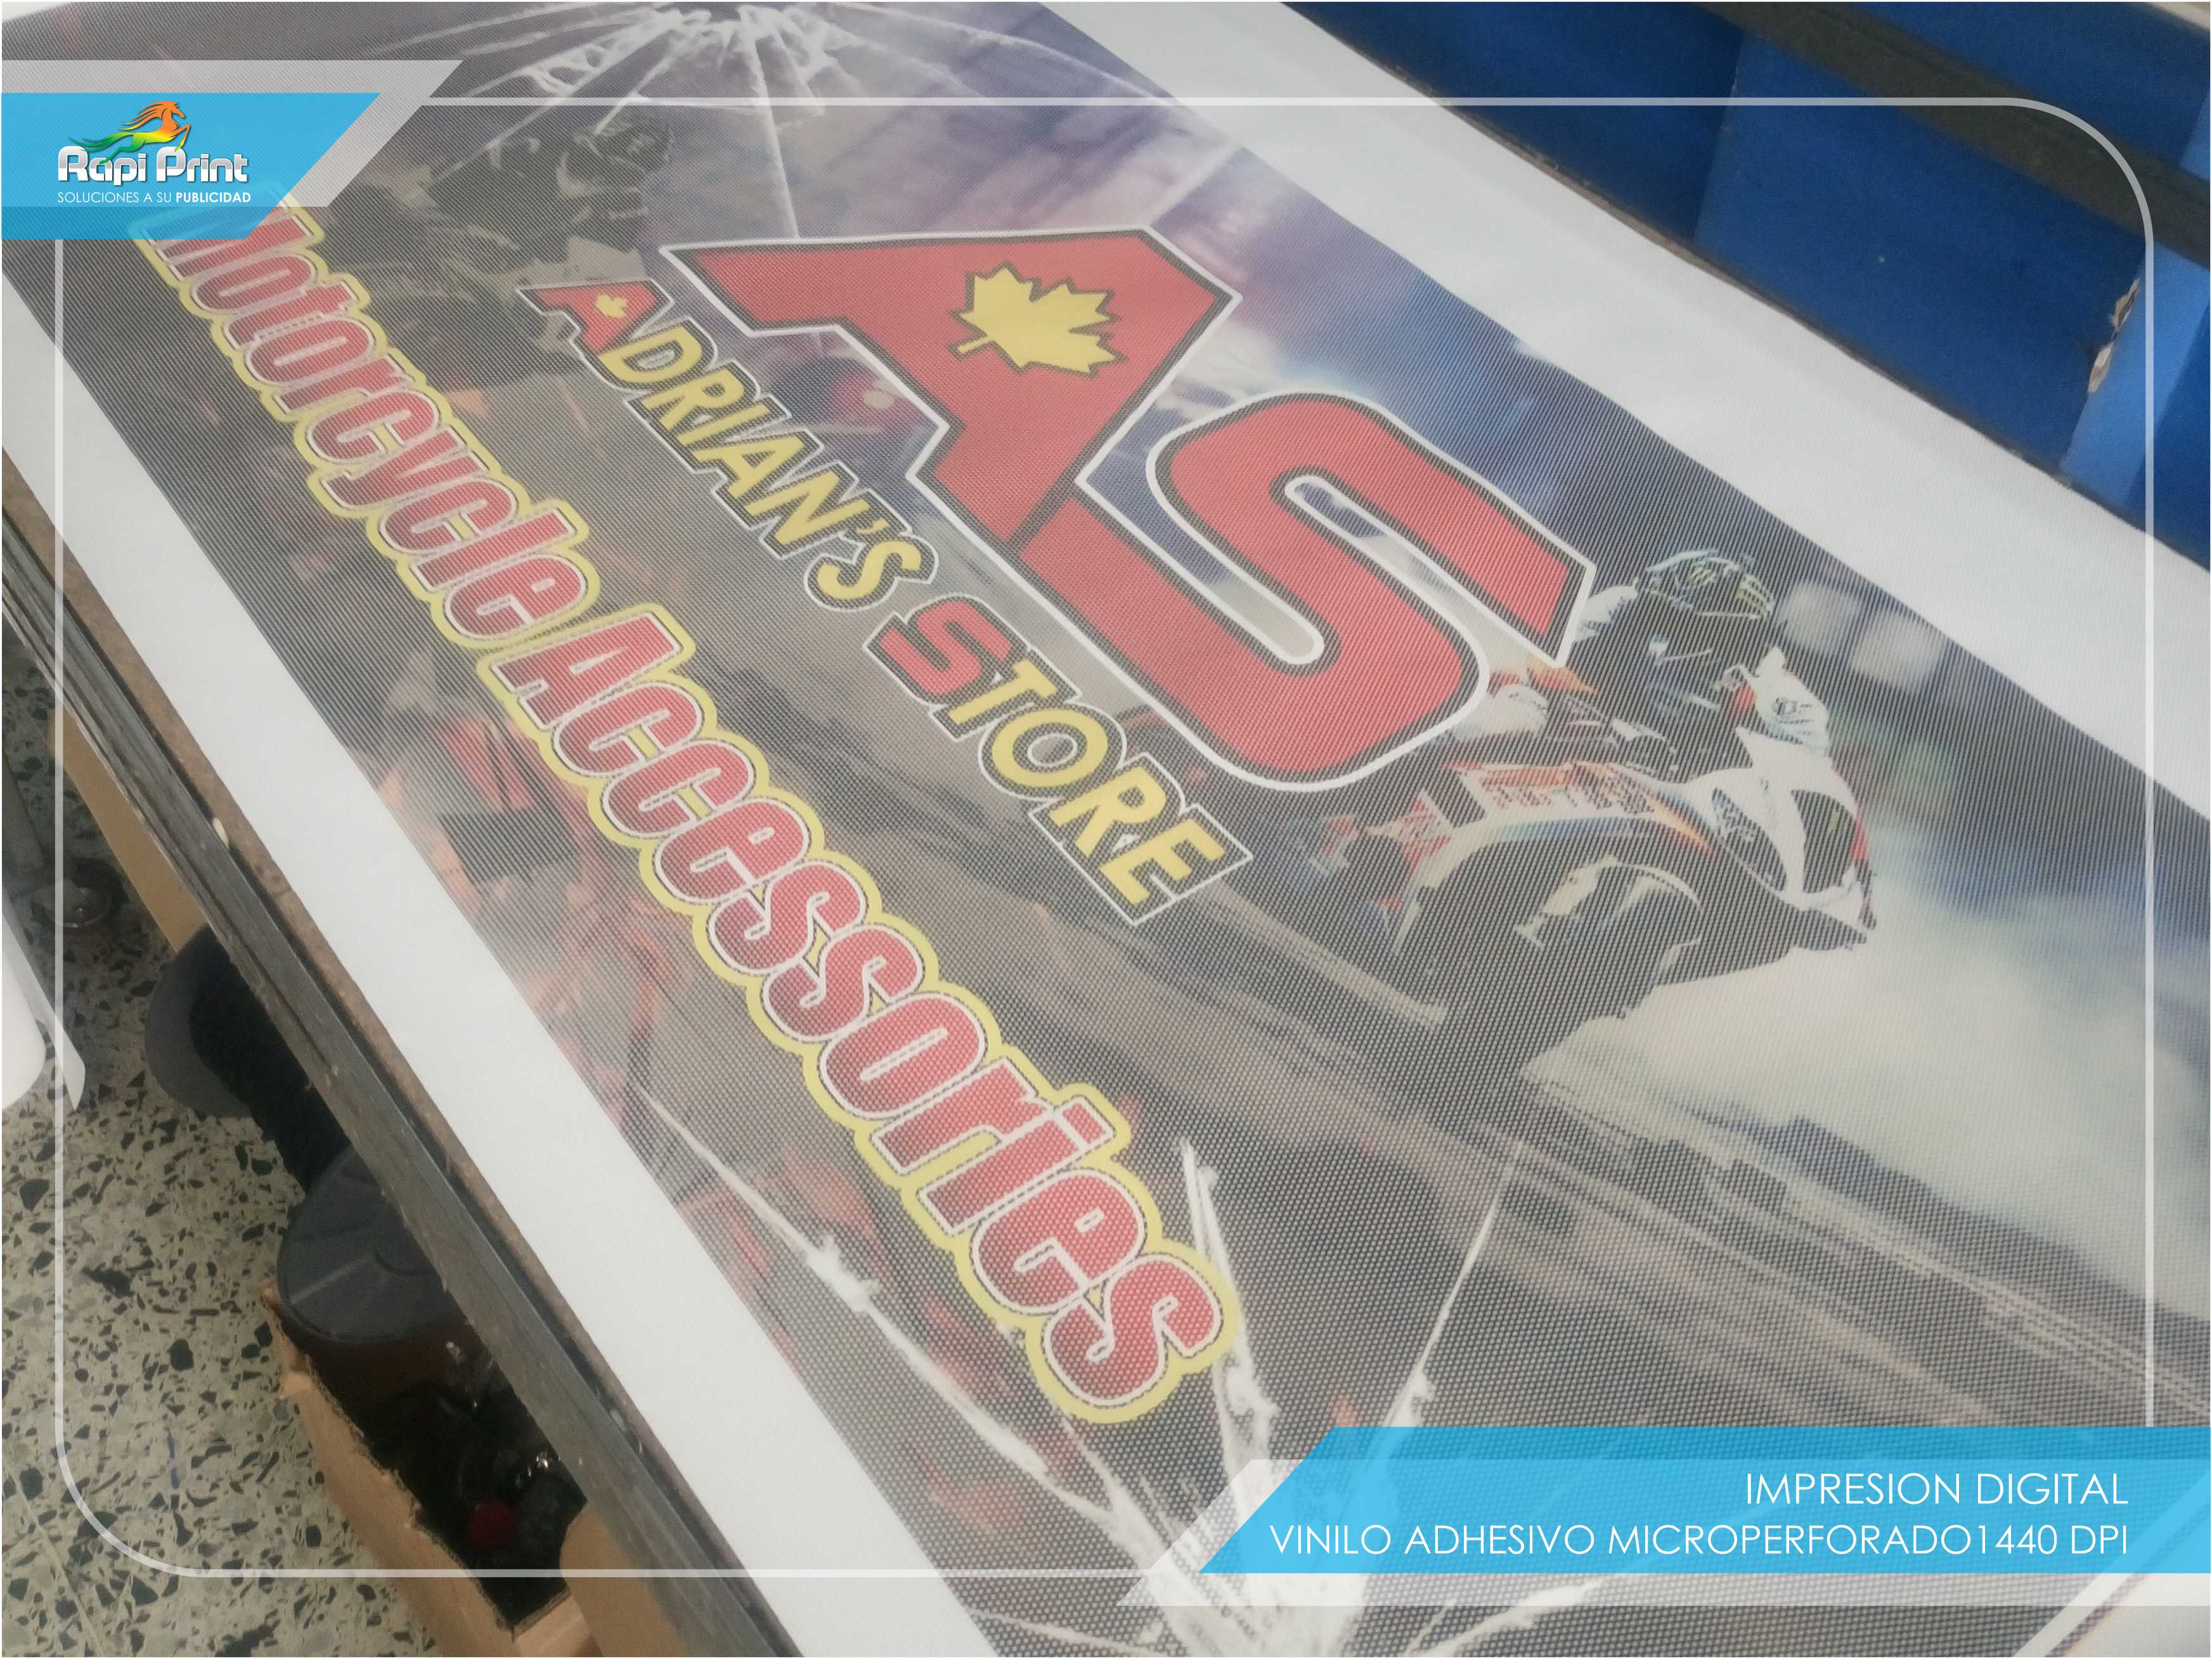 Rapi Print
SOLUCIONES A SU PUBLICIDAD
AS
ADRIAN'S STORE
Motorcycle Accessories
IMPRESION DIGITAL
VINILO ADHESIVO MICROPERFORADO1440 DPI